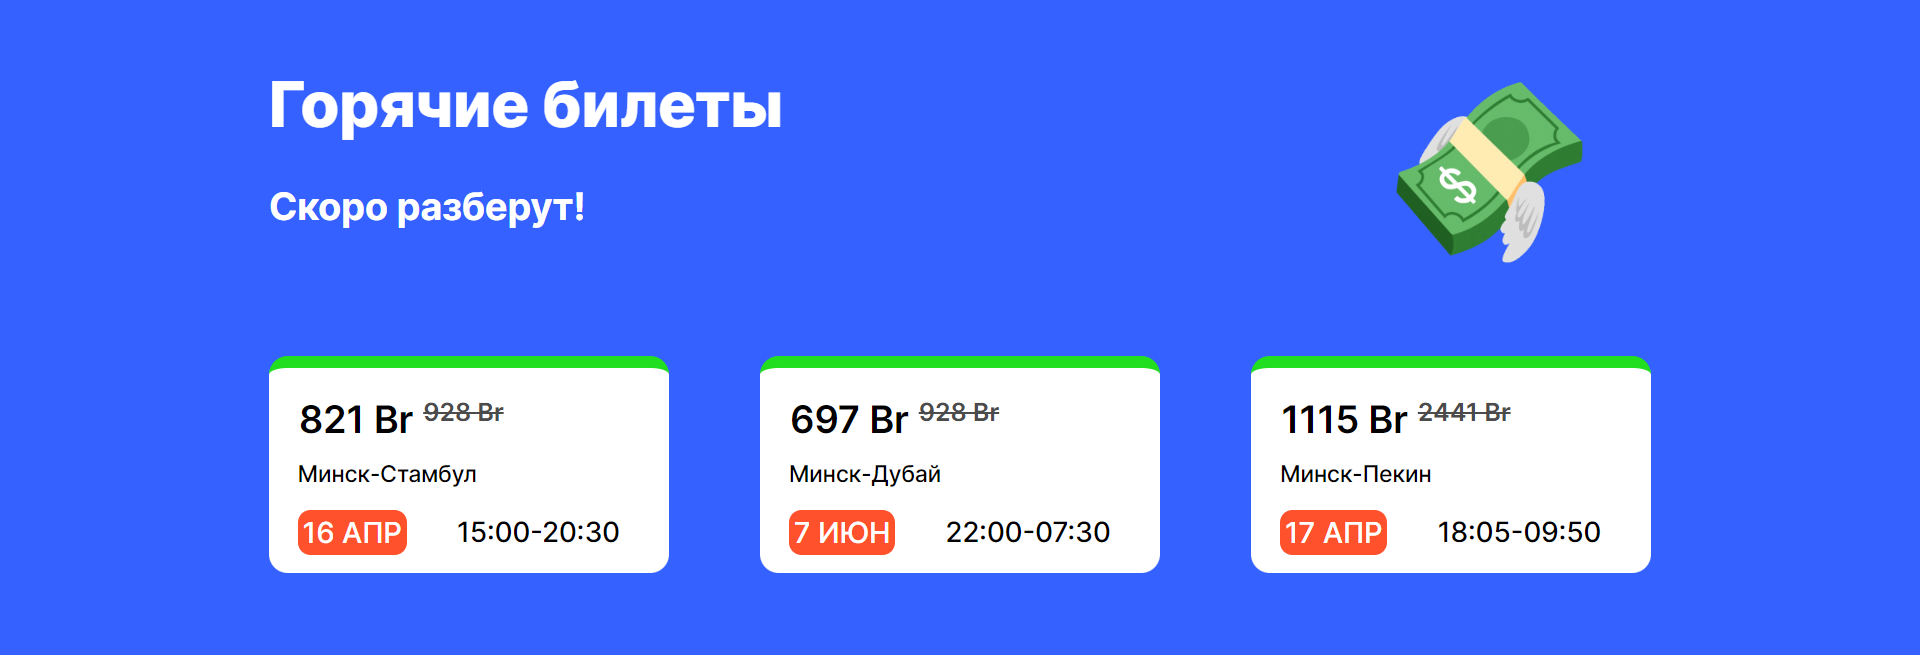 Горячие билеты
Скоро разберут!
$
821 Br 928 Br
Минск-Стамбул
16 АПР 15:00-20:30
697 Br 928 Br
Минск-Дубай
7 ИЮН 22:00-07:30
1115 Br 2441 Br
Минск-Пекин
17 АПР 18:05-09:50